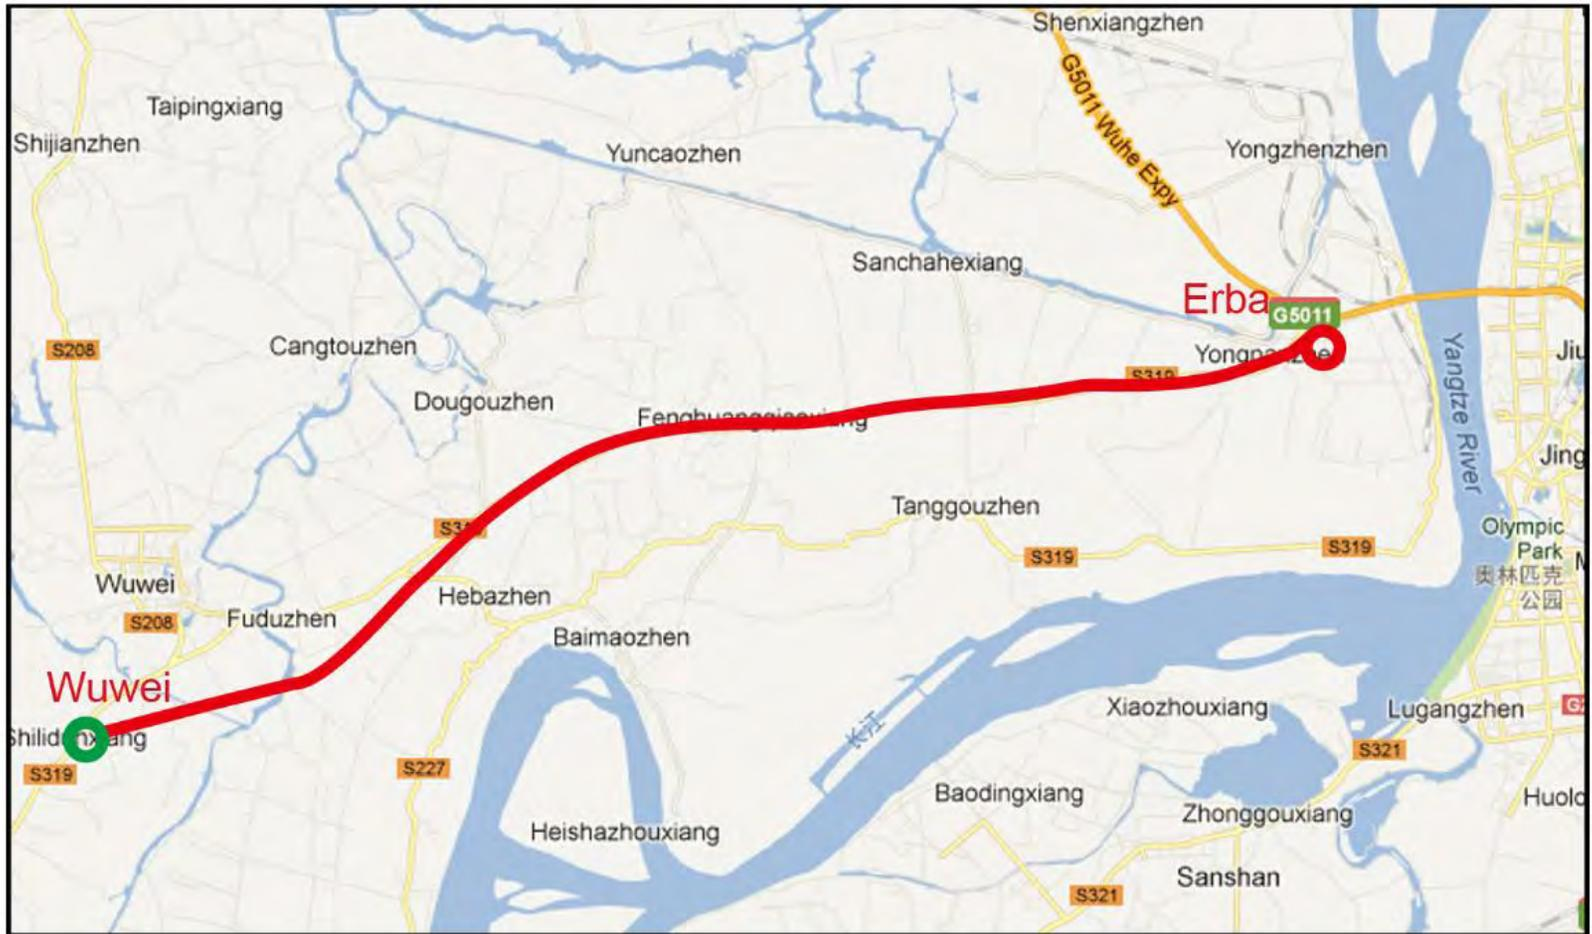 Shenxiangzhen
Taipingxiang
G5011 Wuhe Expy
Shijianzhen
Yuncaozhen
Yongzhenzhen
Sanchahexiang
Erba
G5011
S208
Cangtouzhen
Yangtze River
Jiu
S319
Dougouzhen
Fenghuangqiaoxiang
Jing
Tanggouzhen
S319
S319
Olympic
Park
奥林匹克
公园
Wuwei
Hebazhen
S208
Fuduzhen
Baimaozhen
Wuwei
Xiaozhouxiang
Lugangzhen
长江
S319
S227
S321
Baodingxiang
Huolo
Zhonggouxiang
Heishazhouxiang
Sanshan
S321